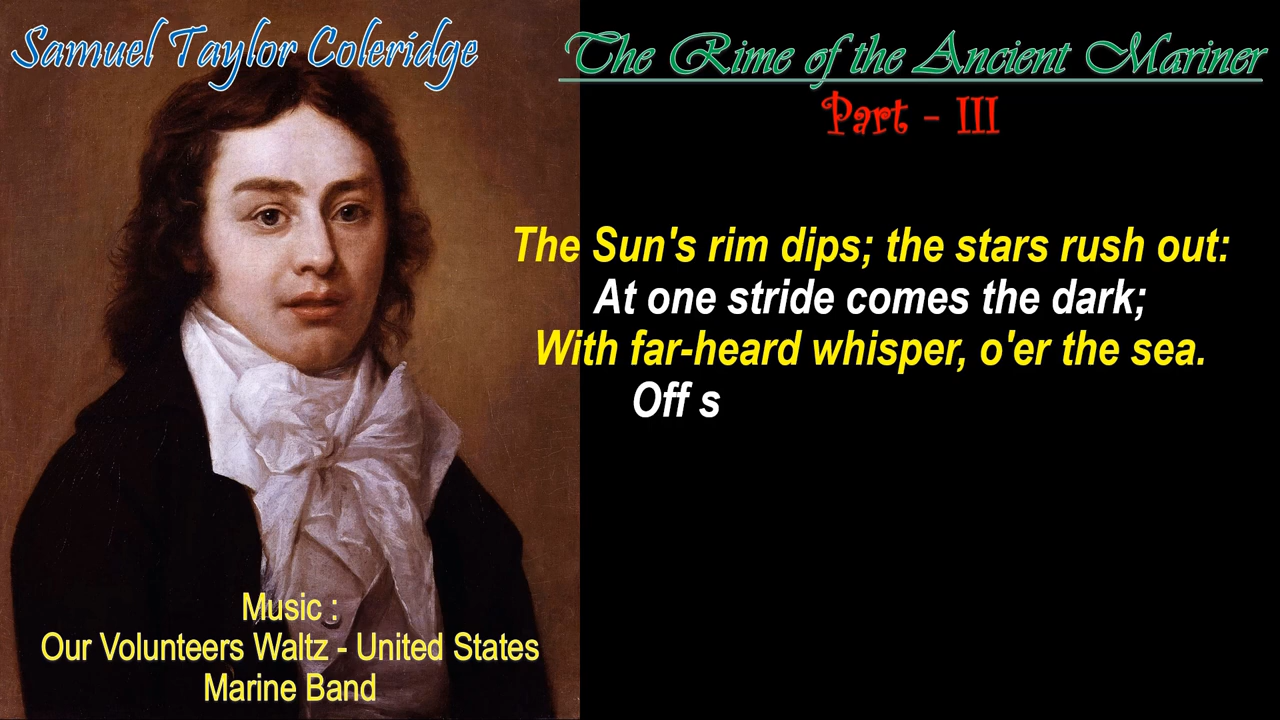 Samuel Taylor Coleridge
The Rime of the Ancient Mariner
Part - III
The Sun's rim dips; the stars rush out:
At one stride comes the dark;
With far-heard whisper, o'er the sea.
Off s
Music :
Our Volunteers Waltz - United States
Marine Band